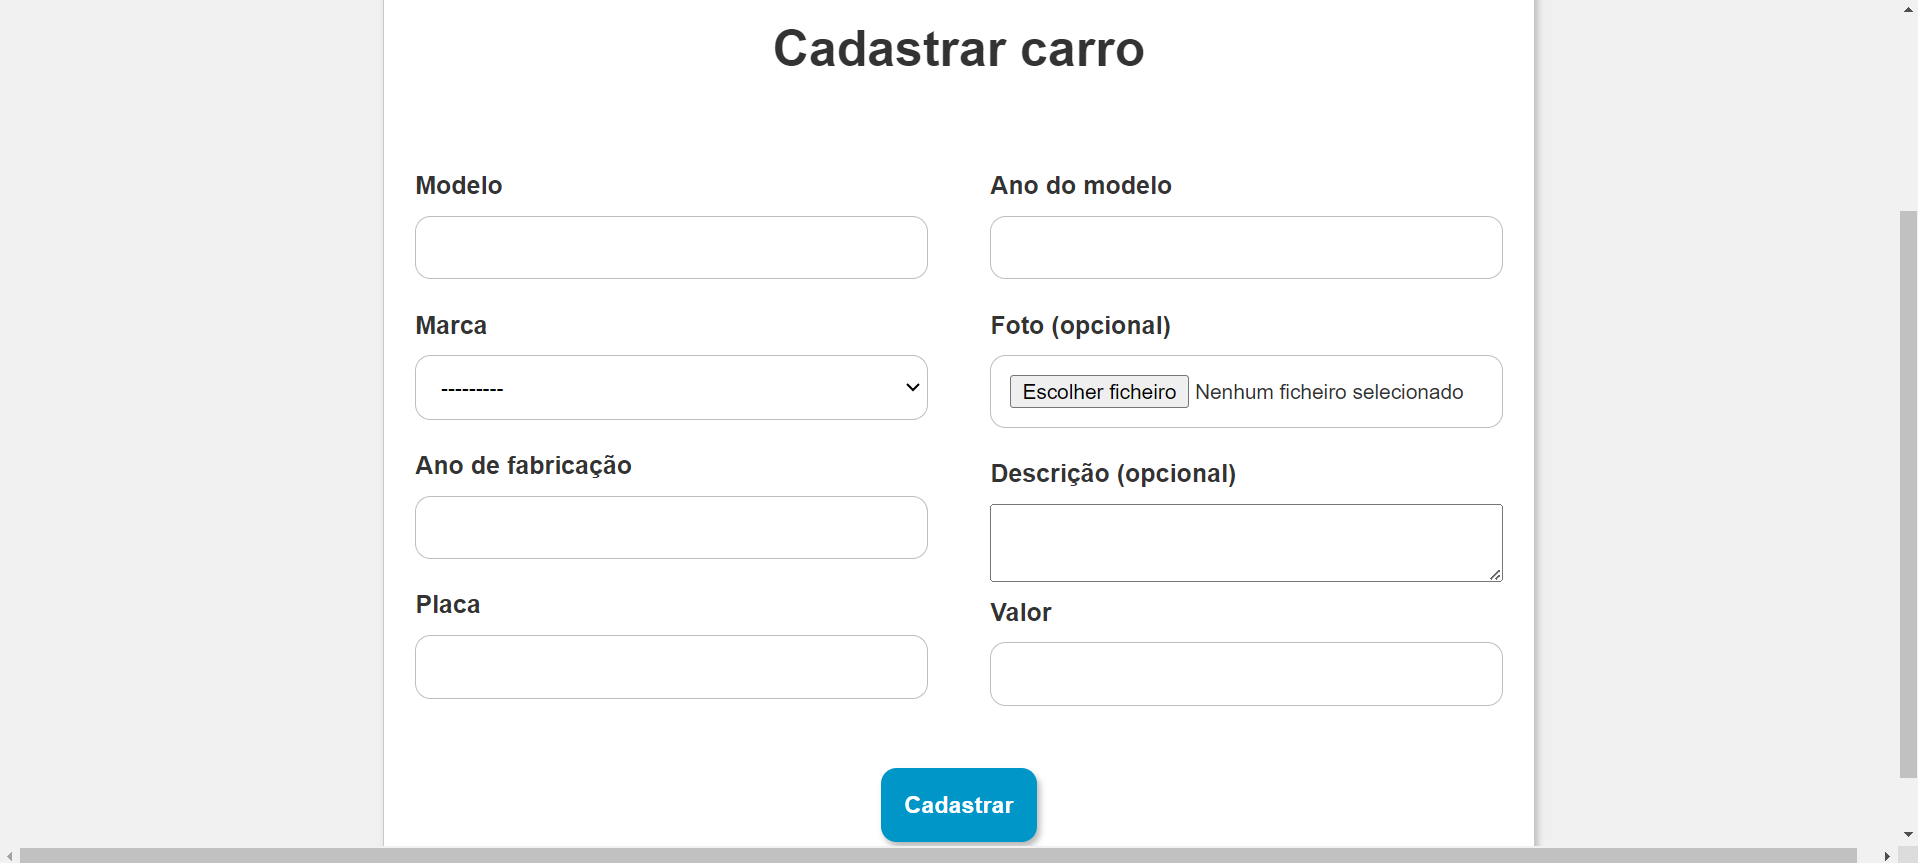 Cadastrar carro
Modelo
Ano do modelo
Marca
Foto (opcional)
---------
Escolher ficheiro Nenhum ficheiro selecionado
Ano de fabricação
Descrição (opcional)
Placa
Valor
Cadastrar